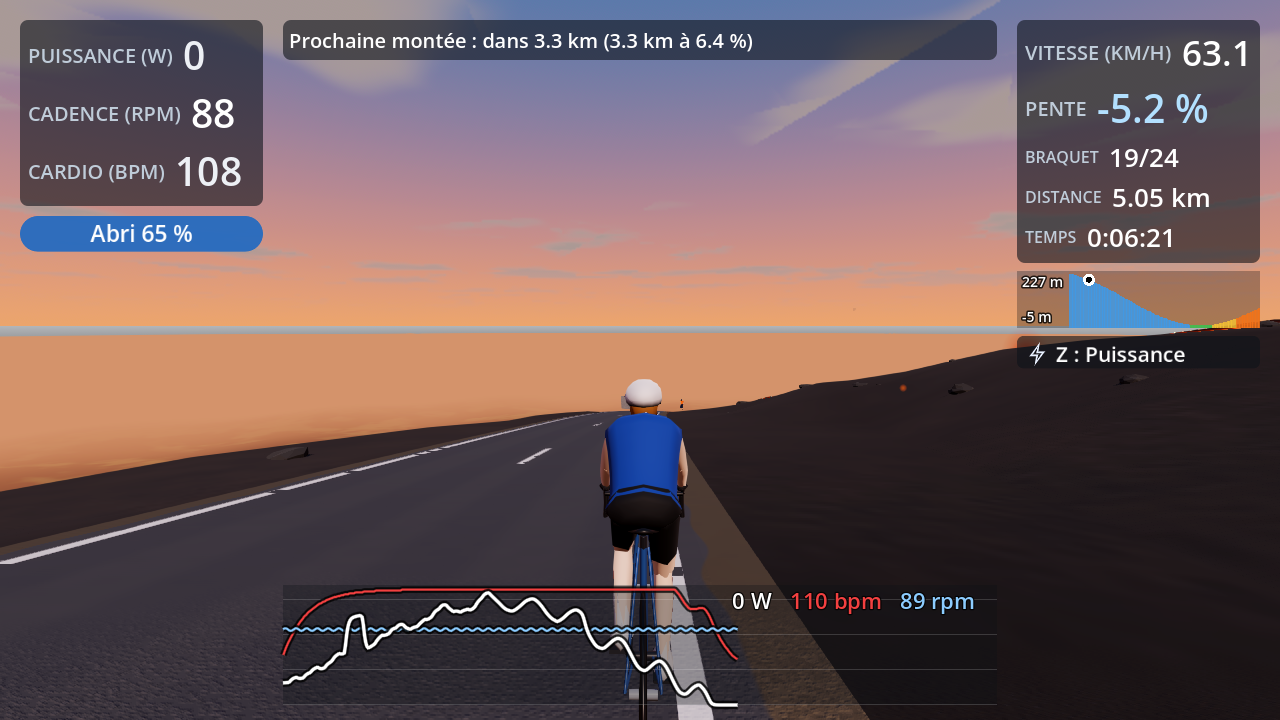 PUISSANCE (W) 0
CADENCE (RPM) 88
CARDIO (BPM) 108
Abri 65 %
Prochaine montée : dans 3.3 km (3.3 km à 6.4 %)
VITESSE (KM/H) 63.1
PENTE -5.2 %
BRAQUET 19/24
DISTANCE 5.05 km
TEMPS 0:06:21
227 m
-5 m
Z : Puissance
0 W 110 bpm 89 rpm